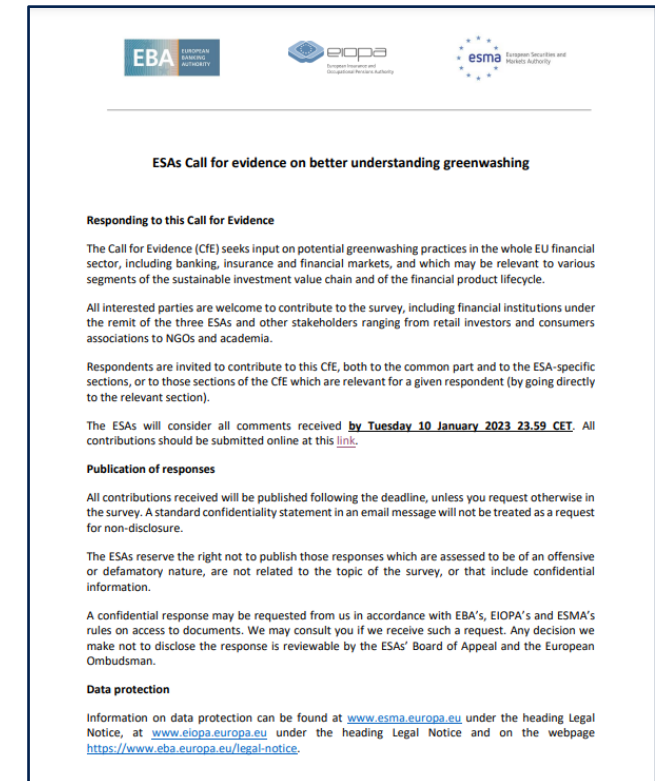 EBA EUROPEAN
BANKING
AUTHORITY
eiopa
European Insurance and
Occupational Pensions Authority
esma European Securities and
Markets Authority
ESAs Call for evidence on better understanding greenwashing
Responding to this Call for Evidence
The Call for Evidence (CfE) seeks input on potential greenwashing practices in the whole EU financial
sector, including banking, insurance and financial markets, and which may be relevant to various
segments of the sustainable investment value chain and of the financial product lifecycle.
All interested parties are welcome to contribute to the survey, including financial institutions under
the remit of the three ESAs and other stakeholders ranging from retail investors and consumers
associations to NGOs and academia.
Respondents are invited to contribute to this CfE, both to the common part and to the ESA-specific
sections, or to those sections of the CfE which are relevant for a given respondent (by going directly
to the relevant section).
The ESAs will consider all comments received by Tuesday 10 January 2023 23.59 CET. All
contributions should be submitted online at this link.
Publication of responses
All contributions received will be published following the deadline, unless you request otherwise in
the survey. A standard confidentiality statement in an email message will not be treated as a request
for non-disclosure.
The ESAs reserve the right not to publish those responses which are assessed to be of an offensive
or defamatory nature, are not related to the topic of the survey, or that include confidential
information.
A confidential response may be requested from us in accordance with EBA's, EIOPA's and ESMA's
rules on access to documents. We may consult you if we receive such a request. Any decision we
make not to disclose the response is reviewable by the ESAs' Board of Appeal and the European
Ombudsman.
Data protection
Information on data protection can be found at www.esma.europa.eu under the heading Legal
Notice, at www.eiopa.europa.eu under the heading Legal Notice and on the webpage
https://www.eba.europa.eu/legal-notice.